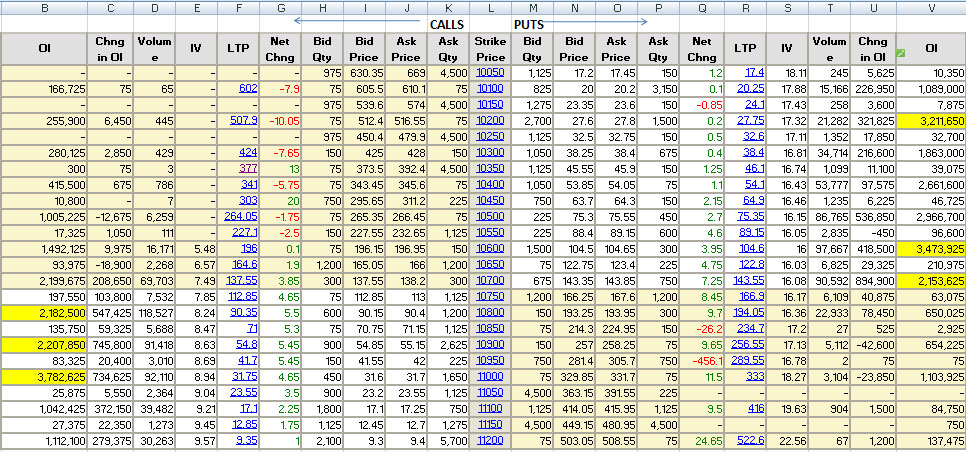 B C D E F G H I J K L M N O P Q R S T U V
CALLS PUTS
OI Chng in OI Volume IV LTP Net Chng Bid Qty Bid Price Ask Price Ask Qty Strike Price Bid Qty Bid Price Ask Price Ask Qty Net Chng LTP IV Volume Chng in OI OI
- - - - - - 975 630.35 669 4,500 10050 1,125 17.2 17.45 150 1.2 17.4 18.11 245 5,625 10,350
166,725 75 65 - 602 -7.9 75 605.5 610.1 75 10100 825 20 20.2 3,150 0.1 20.25 17.88 15,166 226,950 1,089,000
- - - - - - 975 539.6 574 4,500 10150 1,275 23.35 23.6 150 -0.85 24.1 17.43 258 3,600 7,875
255,900 6,450 445 - 507.9 -10.05 75 512.4 516.55 75 10200 2,700 27.6 27.8 1,500 0.2 27.75 17.32 21,282 321,825 3,211,650
- - - - - - 975 450.4 479.9 4,500 10250 1,125 32.5 32.75 150 0.5 32.6 17.11 1,352 17,850 32,700
280,125 2,850 429 - 424 -7.65 150 425 428 150 10300 1,050 38.25 38.4 675 0.4 38.4 16.81 34,714 216,600 1,863,000
300 75 3 - 377 13 75 373.5 392.4 4,500 10350 1,125 45.55 45.9 150 1.25 46.1 16.74 1,099 11,100 39,075
415,500 675 786 - 341 -5.75 75 343.45 345.6 75 10400 1,050 53.85 54.05 75 1.1 54.1 16.43 53,777 97,575 2,661,600
10,800 - 7 - 303 20 750 295.65 311.2 225 10450 750 63.7 64.3 150 2.15 64.9 16.46 1,235 6,225 46,725
1,005,225 -12,675 6,259 - 264.05 -1.75 75 265.35 266.45 75 10500 225 75.3 75.55 450 2.7 75.35 16.15 86,765 536,850 2,966,700
17,325 1,050 111 - 227.1 -2.5 150 227.55 232.65 1,125 10550 225 88.4 89.15 600 4.6 89.15 16.05 2,835 -450 96,600
1,492,125 9,975 16,171 5.48 196 0.1 75 196.15 196.95 150 10600 1,500 104.5 104.65 300 3.95 104.6 16 97,667 418,500 3,473,925
93,975 -18,900 2,268 6.57 164.6 1.9 1,200 165.05 166 1,200 10650 75 122.75 123.4 225 4.75 122.8 16.03 6,825 29,325 210,975
2,199,675 208,650 69,703 7.49 137.55 3.85 300 137.55 138.2 300 10700 675 143.35 143.85 750 7.25 143.55 16.08 90,592 894,900 2,153,625
197,550 103,800 7,532 7.85 112.85 4.65 75 112.85 113 1,125 10750 1,200 166.25 167.6 1,200 8.45 166.9 16.17 6,109 40,875 63,075
2,182,500 547,425 118,527 8.24 90.35 5.5 600 90.15 90.4 1,200 10800 150 193.25 193.95 300 9.7 194.05 16.36 22,933 78,450 650,025
135,750 59,325 5,688 8.47 71 5.3 75 70.75 71.15 1,125 10850 75 214.3 224.95 150 -26.2 234.7 17.2 27 525 2,925
2,207,850 745,800 91,418 8.63 54.8 5.45 900 54.85 55.15 2,625 10900 150 257 258.25 75 9.65 256.55 17.13 5,112 -42,600 654,225
83,325 20,400 3,010 8.69 41.7 5.45 150 41.55 42 225 10950 750 281.4 305.7 750 -456.1 289.55 16.78 2 75 75
3,782,625 734,625 92,110 8.94 31.75 4.65 450 31.6 31.7 1,650 11000 75 329.85 331.7 75 11.5 333 18.27 3,104 -23,850 1,103,925
25,875 5,550 2,364 9.04 23.55 3.5 900 23.2 23.55 1,125 11050 4,500 363.15 391.55 225 - - - - - -
1,042,425 372,150 39,482 9.21 17.1 2.25 1,800 17.1 17.25 750 11100 1,125 414.05 415.95 1,125 9.5 416 19.63 904 1,500 84,750
27,375 22,350 1,273 9.45 12.85 1.75 1,125 12.45 12.7 1,275 11150 4,500 449.15 480.95 4,500 - - - - - 750
1,112,100 279,375 30,263 9.57 9.35 1 2,100 9.3 9.4 5,700 11200 75 503.05 508.55 75 24.65 522.6 22.56 67 1,200 137,475